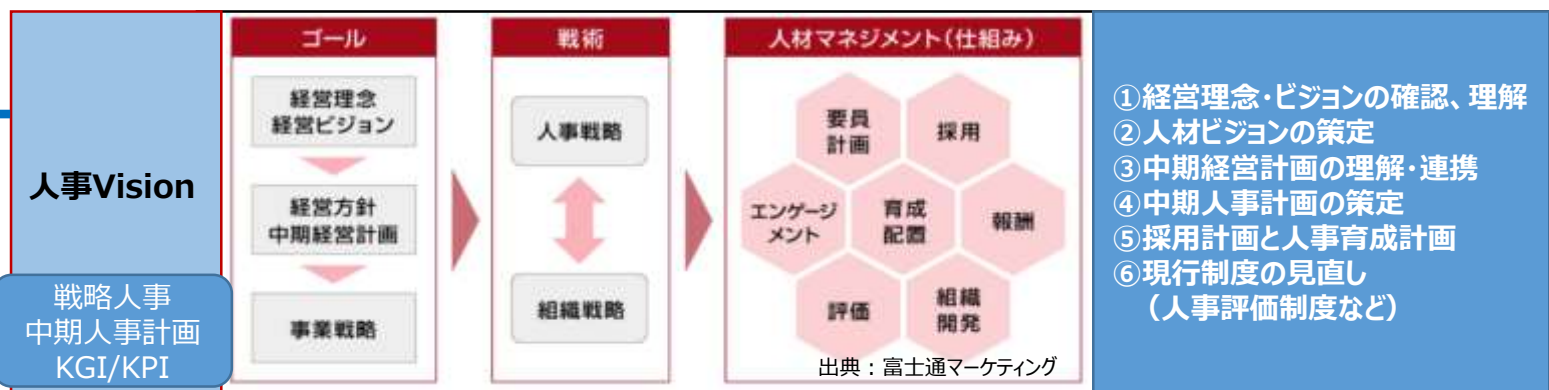 人事Vision
戦略人事
中期人事計画
KGI/KPI
ゴール
経営理念
経営ビジョン
経営方針
中期経営計画
事業戦略
戦術
人事戦略
組織戦略
人材マネジメント(仕組み)
要員
計画
採用
エンゲージ
メント
育成
配置
報酬
評価
組織
開発
出典：富士通マーケティング
①経営理念・ビジョンの確認、理解
②人材ビジョンの策定
③中期経営計画の理解・連携
④中期人事計画の策定
⑤採用計画と人事育成計画
⑥現行制度の見直し
（人事評価制度など）